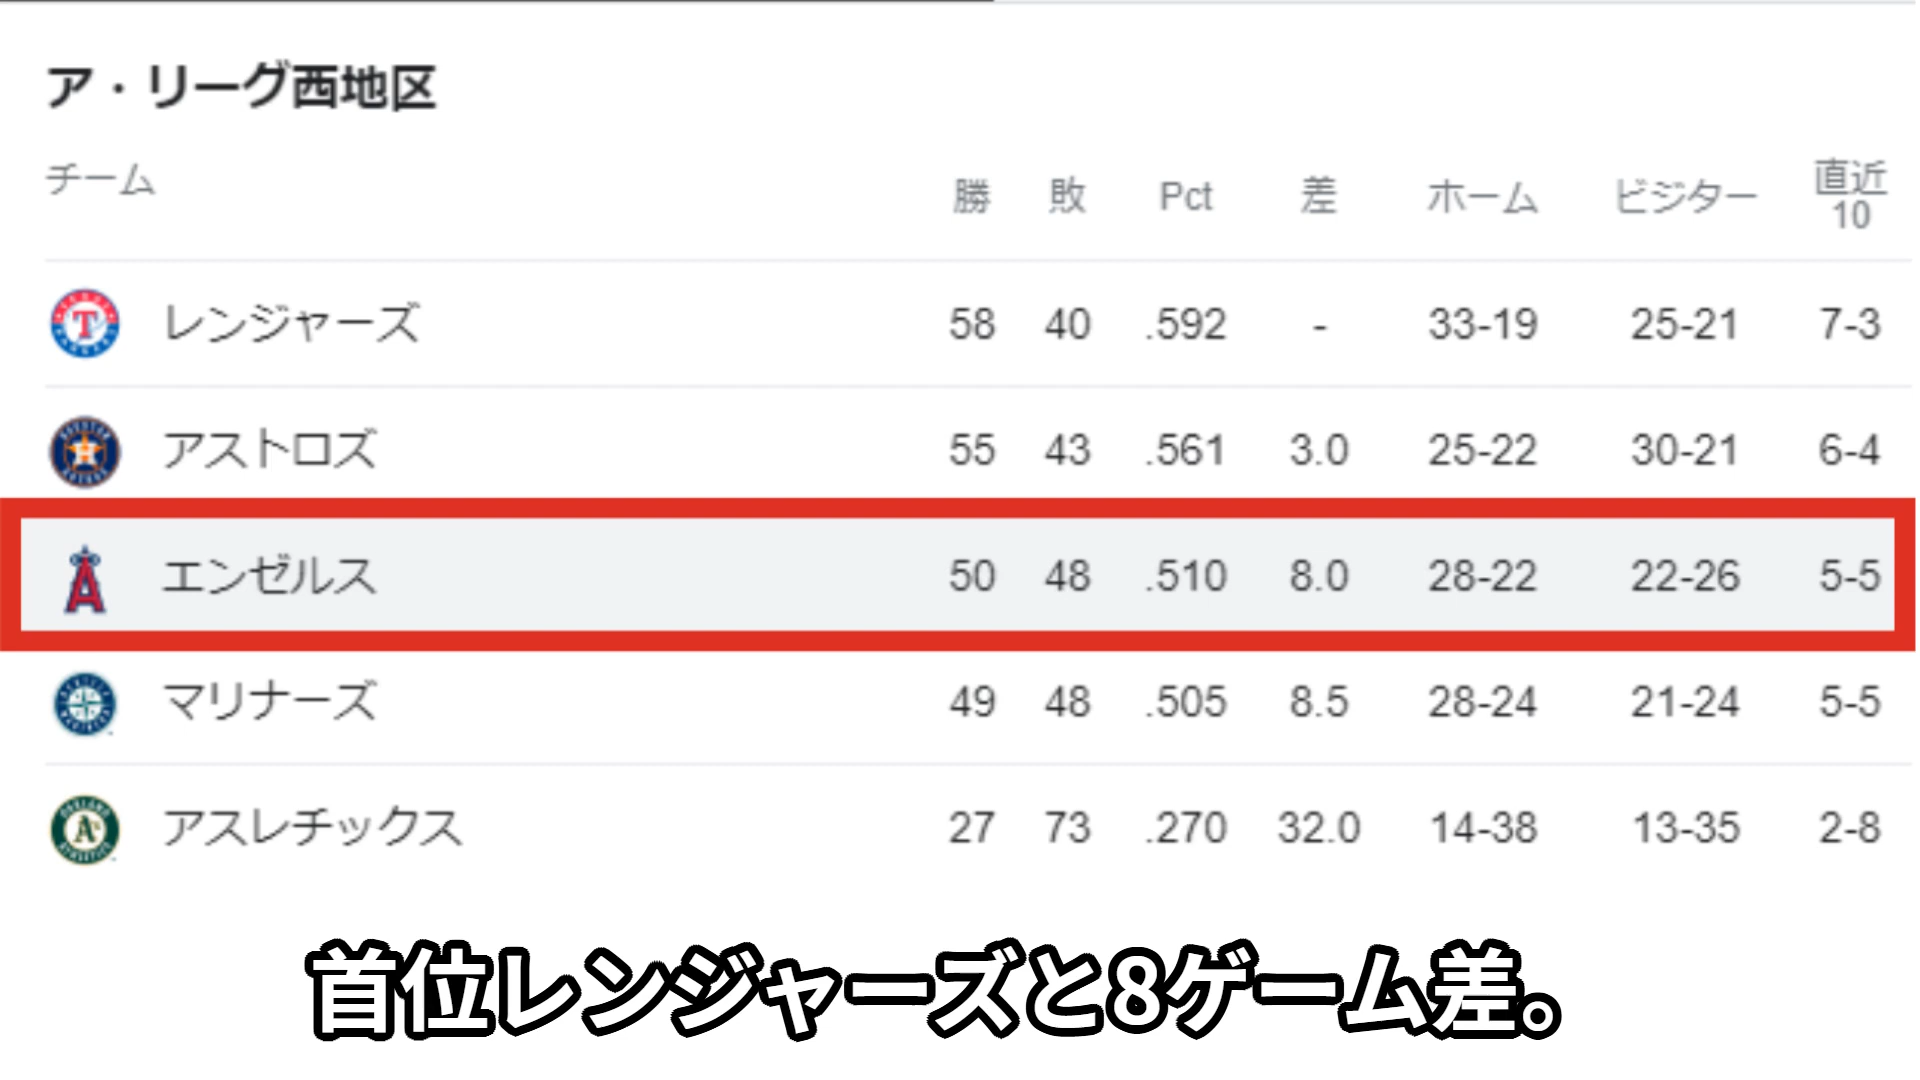 ア・リーグ西地区
チーム 勝 敗 Pct 差 ホーム ビジター 直近10
レンジャーズ 58 40 .592 - 33-19 25-21 7-3
アストロズ 55 43 .561 3.0 25-22 30-21 6-4
エンゼルス 50 48 .510 8.0 28-22 22-26 5-5
マリナーズ 49 48 .505 8.5 28-24 21-24 5-5
アスレチックス 27 73 .270 32.0 14-38 13-35 2-8
首位レンジャーズと8ゲーム差。